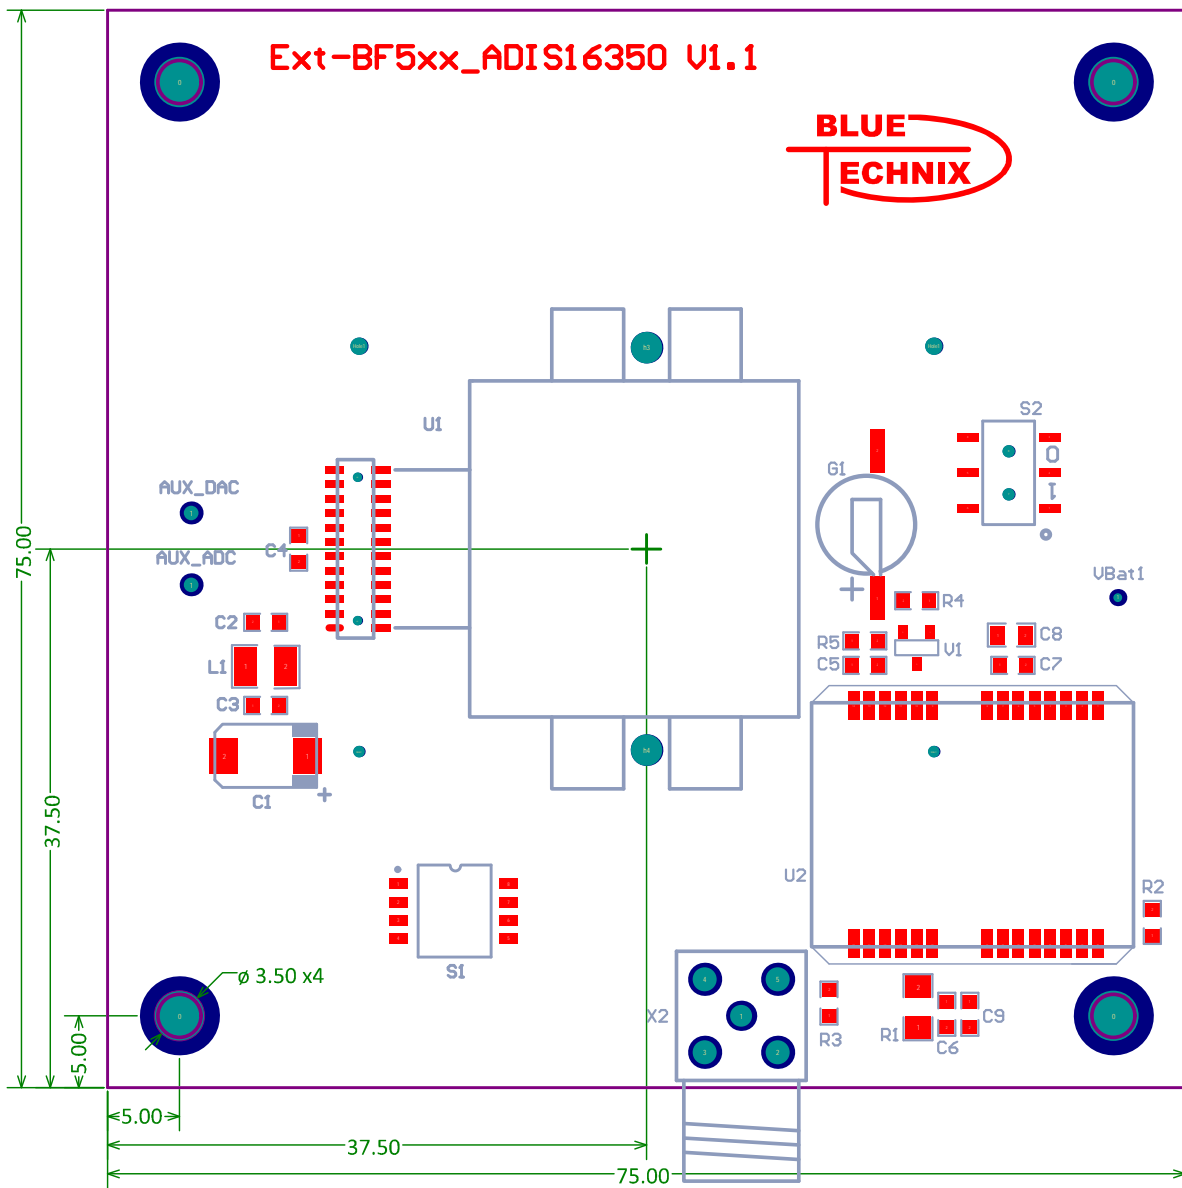 Ext-BF5xx_ADIS16350 V1.1
BLUE
TECHNIX
S2
U1
G1
O
1
AUX_DAC
AUX_ADC
C4
75.00
VBat1
+
R4
C2
R5
V1
C8
L1
C5
C7
C3
+
C1
37.50
U2
R2
S1
ø 3.50 x4
X2
R3
R1
C6
C9
5.00
5.00
37.50
75.00